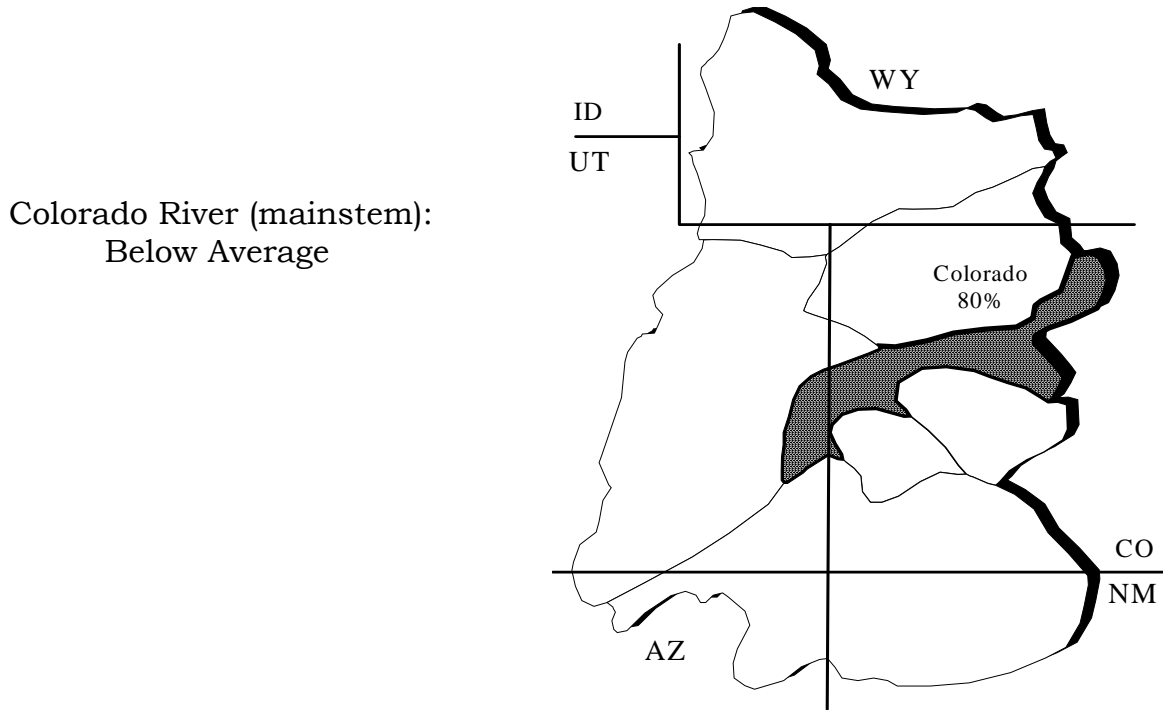 WY
ID
UT
Colorado River (mainstem):
Below Average
Colorado
80%
CO
NM
AZ